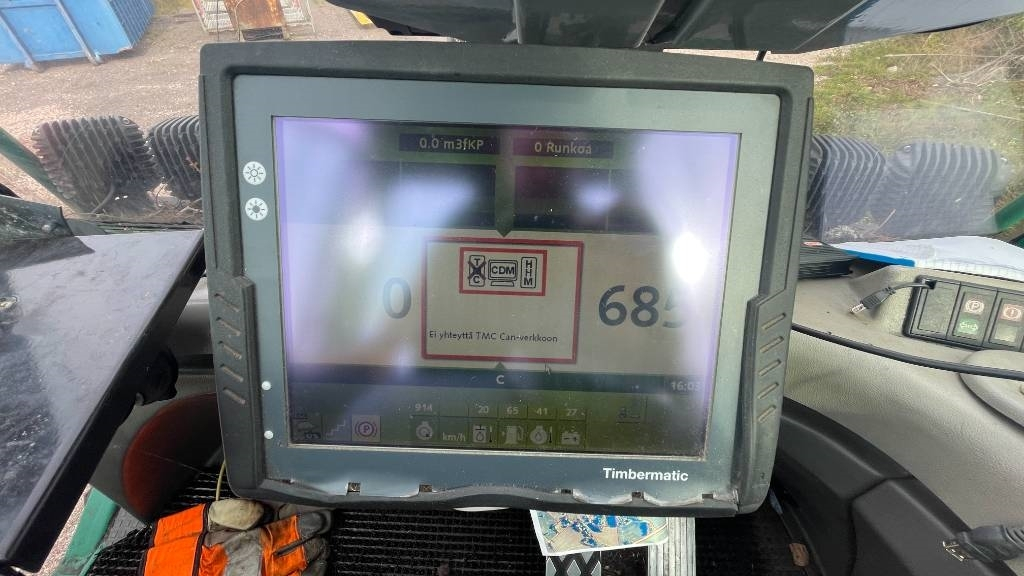 0.0 m3fKP 0 Runkoa
TMC CDM HHM
0 685
Ei yhteyttä TMC Can-verkkoon
C 16:03
914 20 65 41 27
P km/h
Timbermatic